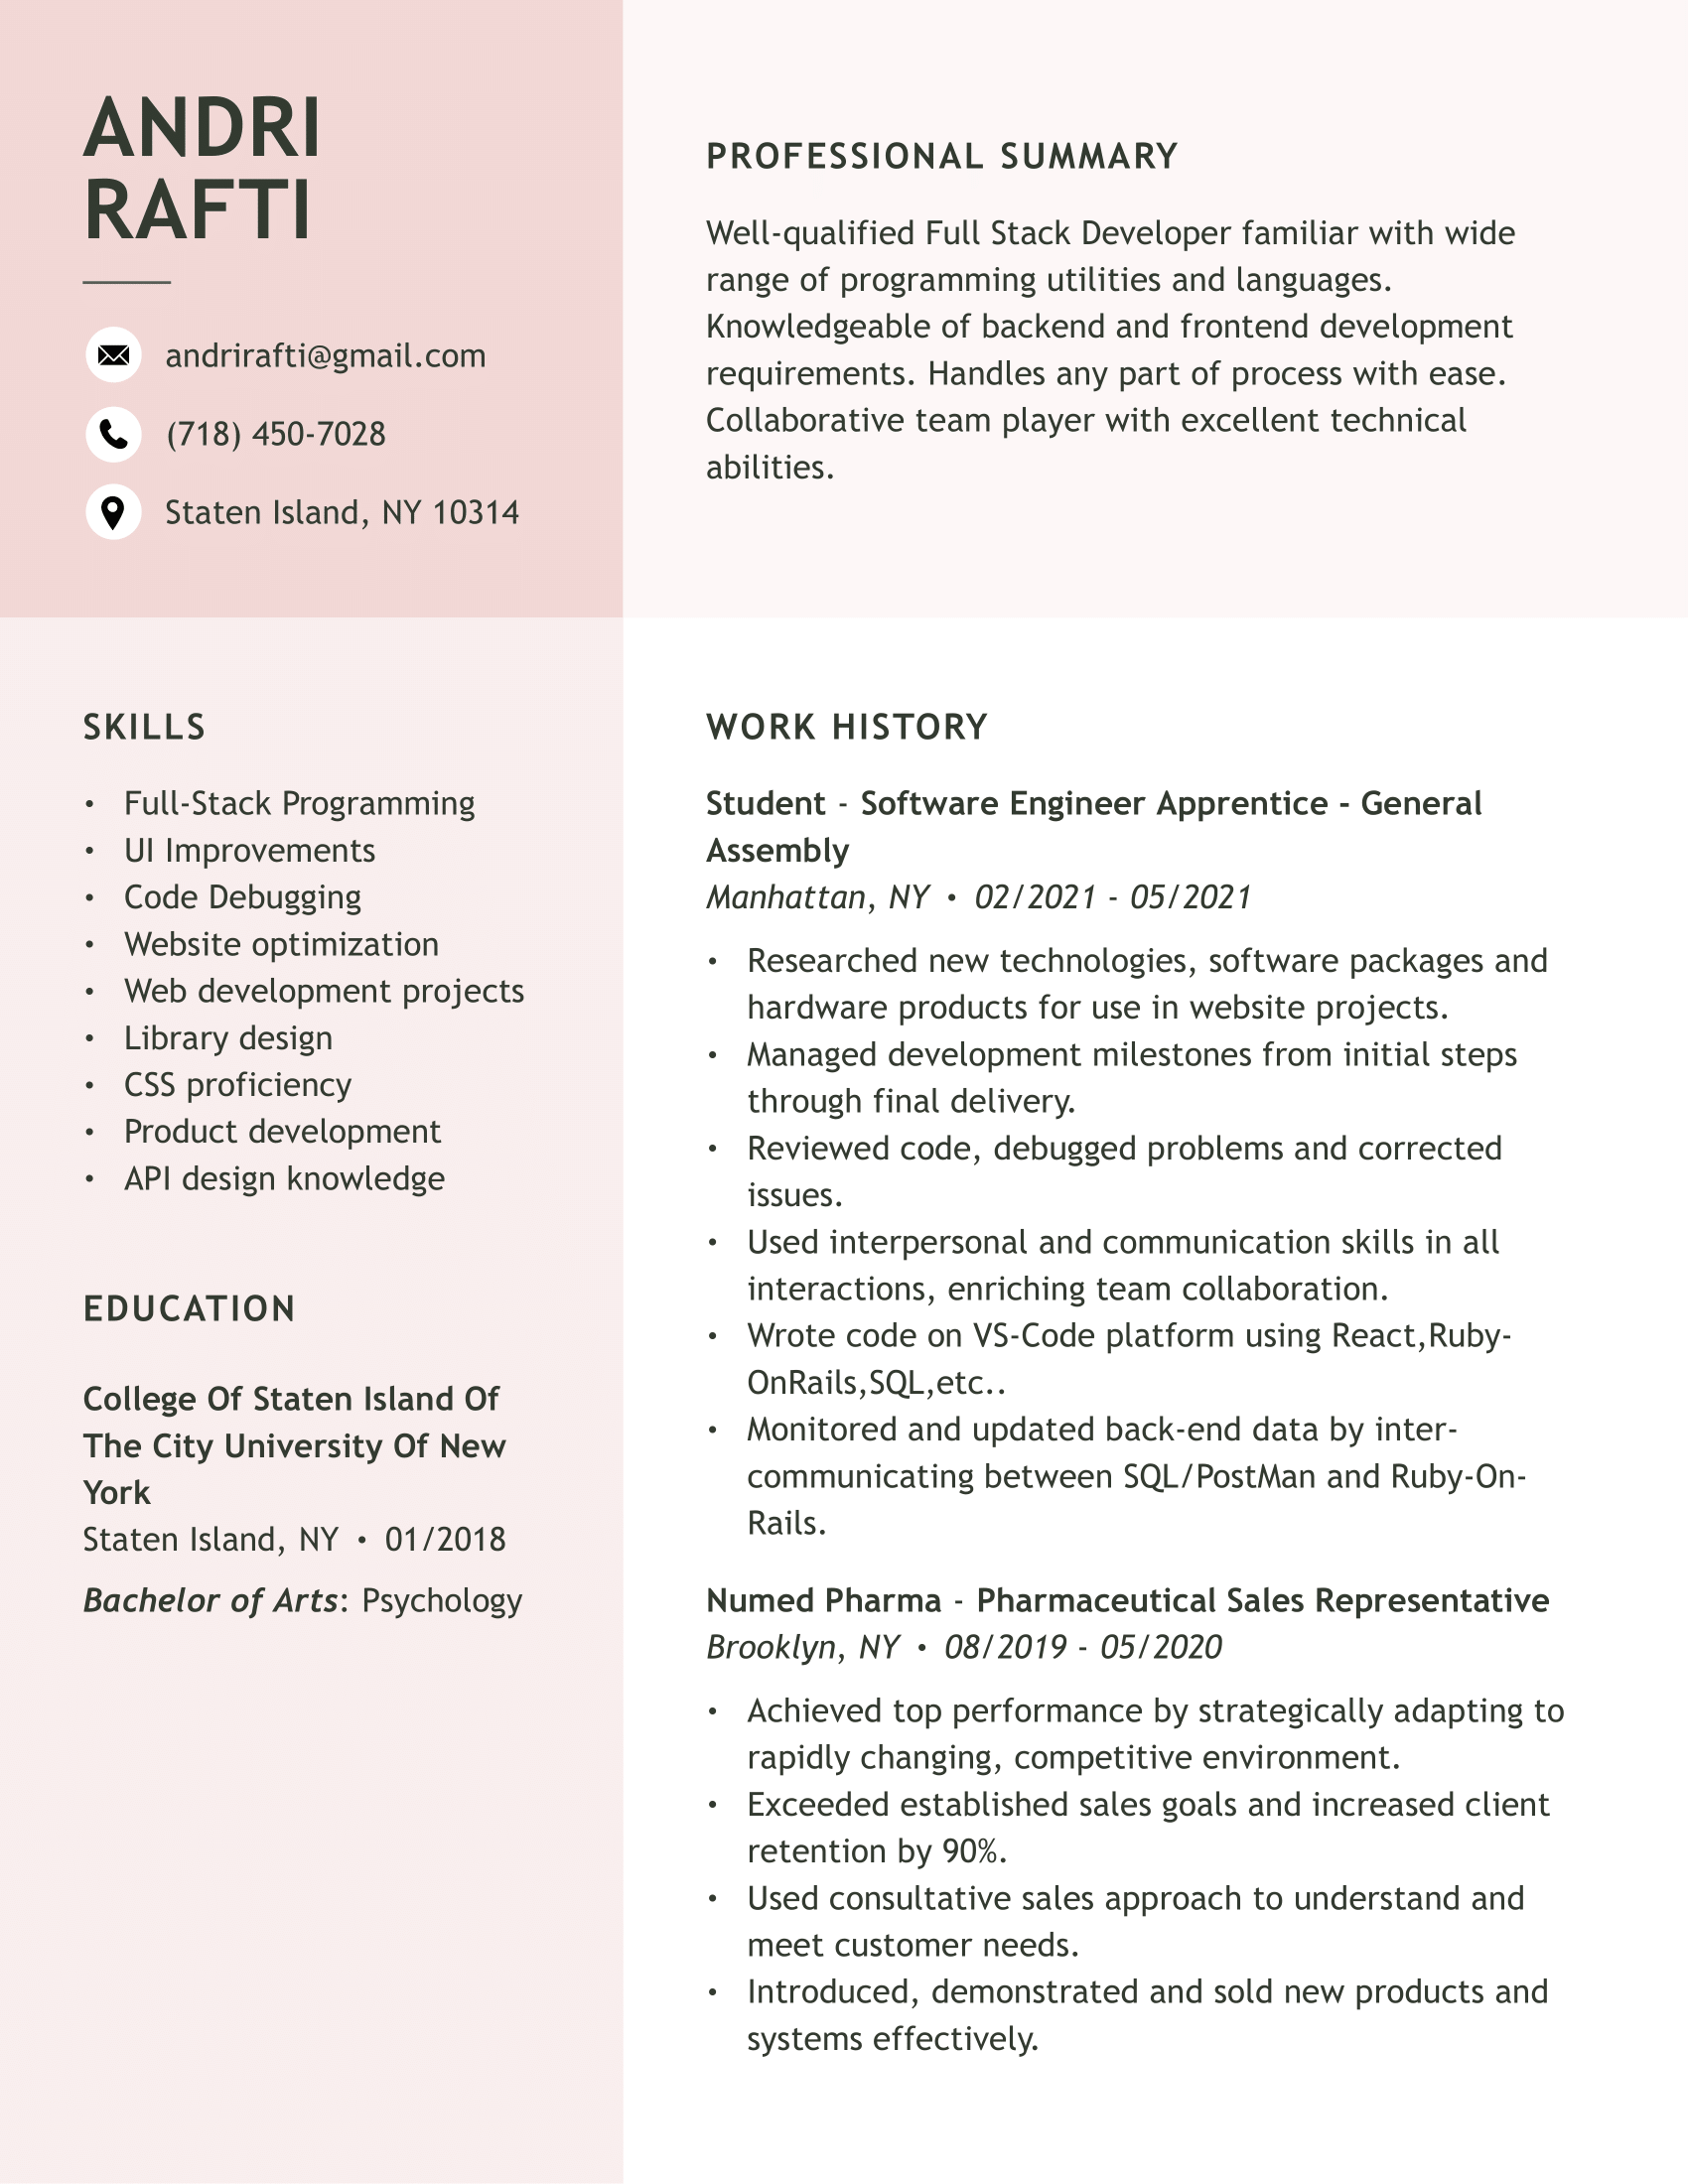 ANDRI
RAFTI
andrirafti@gmail.com
(718) 450-7028
Staten Island, NY 10314
PROFESSIONAL SUMMARY
Well-qualified Full Stack Developer familiar with wide
range of programming utilities and languages.
Knowledgeable of backend and frontend development
requirements. Handles any part of process with ease.
Collaborative team player with excellent technical
abilities.
SKILLS
• Full-Stack Programming
• UI Improvements
• Code Debugging
• Website optimization
• Web development projects
• Library design
• CSS proficiency
• Product development
• API design knowledge
EDUCATION
College Of Staten Island Of
The City University Of New
York
Staten Island, NY • 01/2018
Bachelor of Arts: Psychology
WORK HISTORY
Student - Software Engineer Apprentice - General
Assembly
Manhattan, NY • 02/2021 - 05/2021
• Researched new technologies, software packages and
hardware products for use in website projects.
• Managed development milestones from initial steps
through final delivery.
• Reviewed code, debugged problems and corrected
issues.
• Used interpersonal and communication skills in all
interactions, enriching team collaboration.
• Wrote code on VS-Code platform using React,Ruby-
OnRails,SQL,etc..
• Monitored and updated back-end data by inter-
communicating between SQL/PostMan and Ruby-On-
Rails.
Numed Pharma - Pharmaceutical Sales Representative
Brooklyn, NY • 08/2019 - 05/2020
• Achieved top performance by strategically adapting to
rapidly changing, competitive environment.
• Exceeded established sales goals and increased client
retention by 90%.
• Used consultative sales approach to understand and
meet customer needs.
• Introduced, demonstrated and sold new products and
systems effectively.